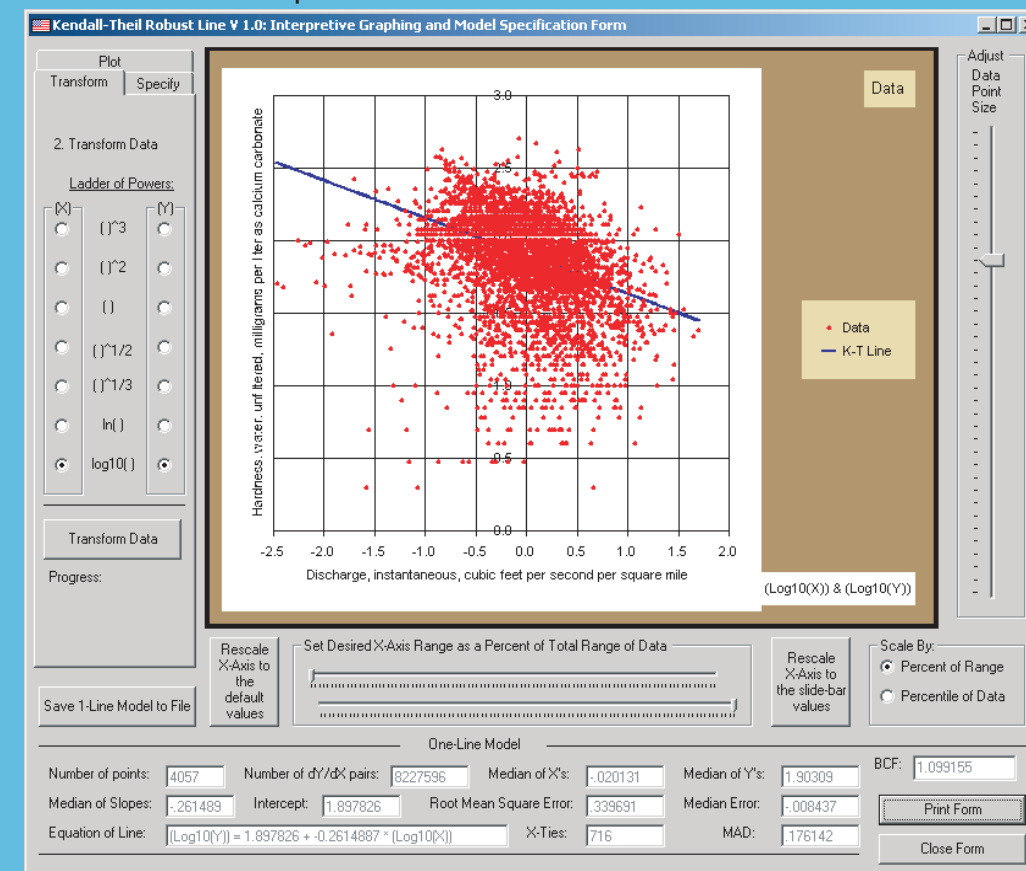 Kendall-Theil Robust Line V 1.0: Interpretive Graphing and Model Specification Form
Plot
Transform
Specify
2. Transform Data
Ladder of Powers:
(X)
(Y)
( )^3
( )^2
( )
( )^1/2
( )^1/3
ln( )
log10( )
Transform Data
Progress:
Save 1-Line Model to File
Data
Hardness, water, unfiltered, milligrams per liter as calcium carbonate
3.0
2.5
1.0
0.5
0.0
-2.5 -2.0 -1.5 -1.0 -0.5 0.0 0.5 1.0 1.5 2.0
Discharge, instantaneous, cubic feet per second per square mile
Data
K-T Line
(Log10(X)) & (Log10(Y))
Adjust
Data
Point
Size
Rescale
X-Axis to
the
default
values
Set Desired X-Axis Range as a Percent of Total Range of Data
Rescale
X-Axis to
the slide-bar
values
Scale By:
Percent of Range
Percentile of Data
One-Line Model
Number of points: 4057 Number of dY/dX pairs: 8227596 Median of X's: -.020131 Median of Y's: 1.90309 BCF: 1.099155
Median of Slopes: -.261489 Intercept: 1.897826 Root Mean Square Error: .339691 Median Error: -.008437
Print Form
Equation of Line: (Log10(Y)) = 1.897826 + -0.2614887 * (Log10(X)) X-Ties: 716 MAD: .176142
Close Form